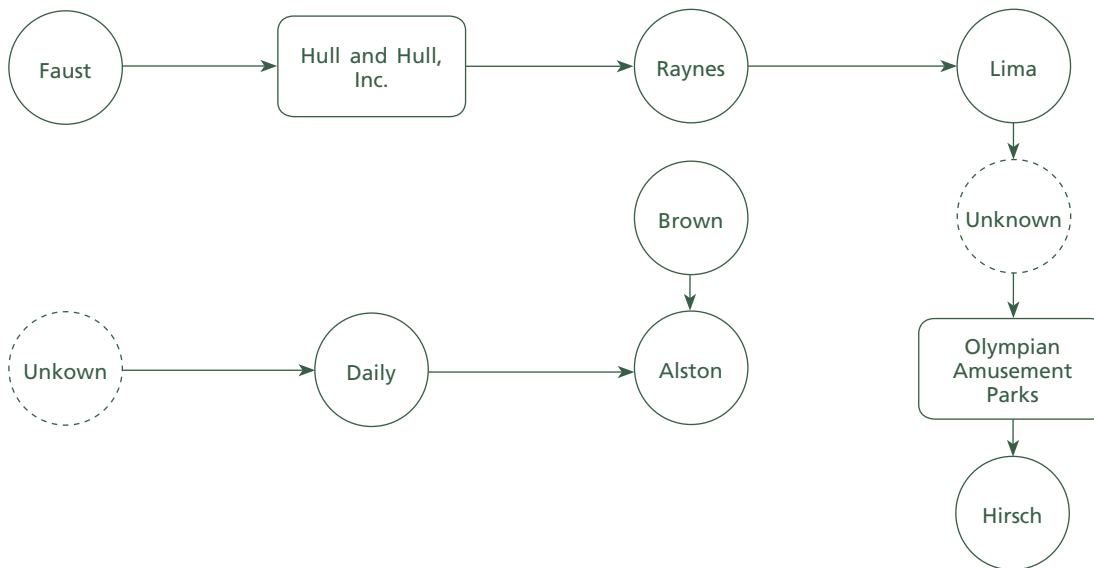 Faust
Hull and Hull,
Inc.
Raynes
Lima
Brown
Unknown
Unkown
Daily
Alston
Olympian
Amusement
Parks
Hirsch